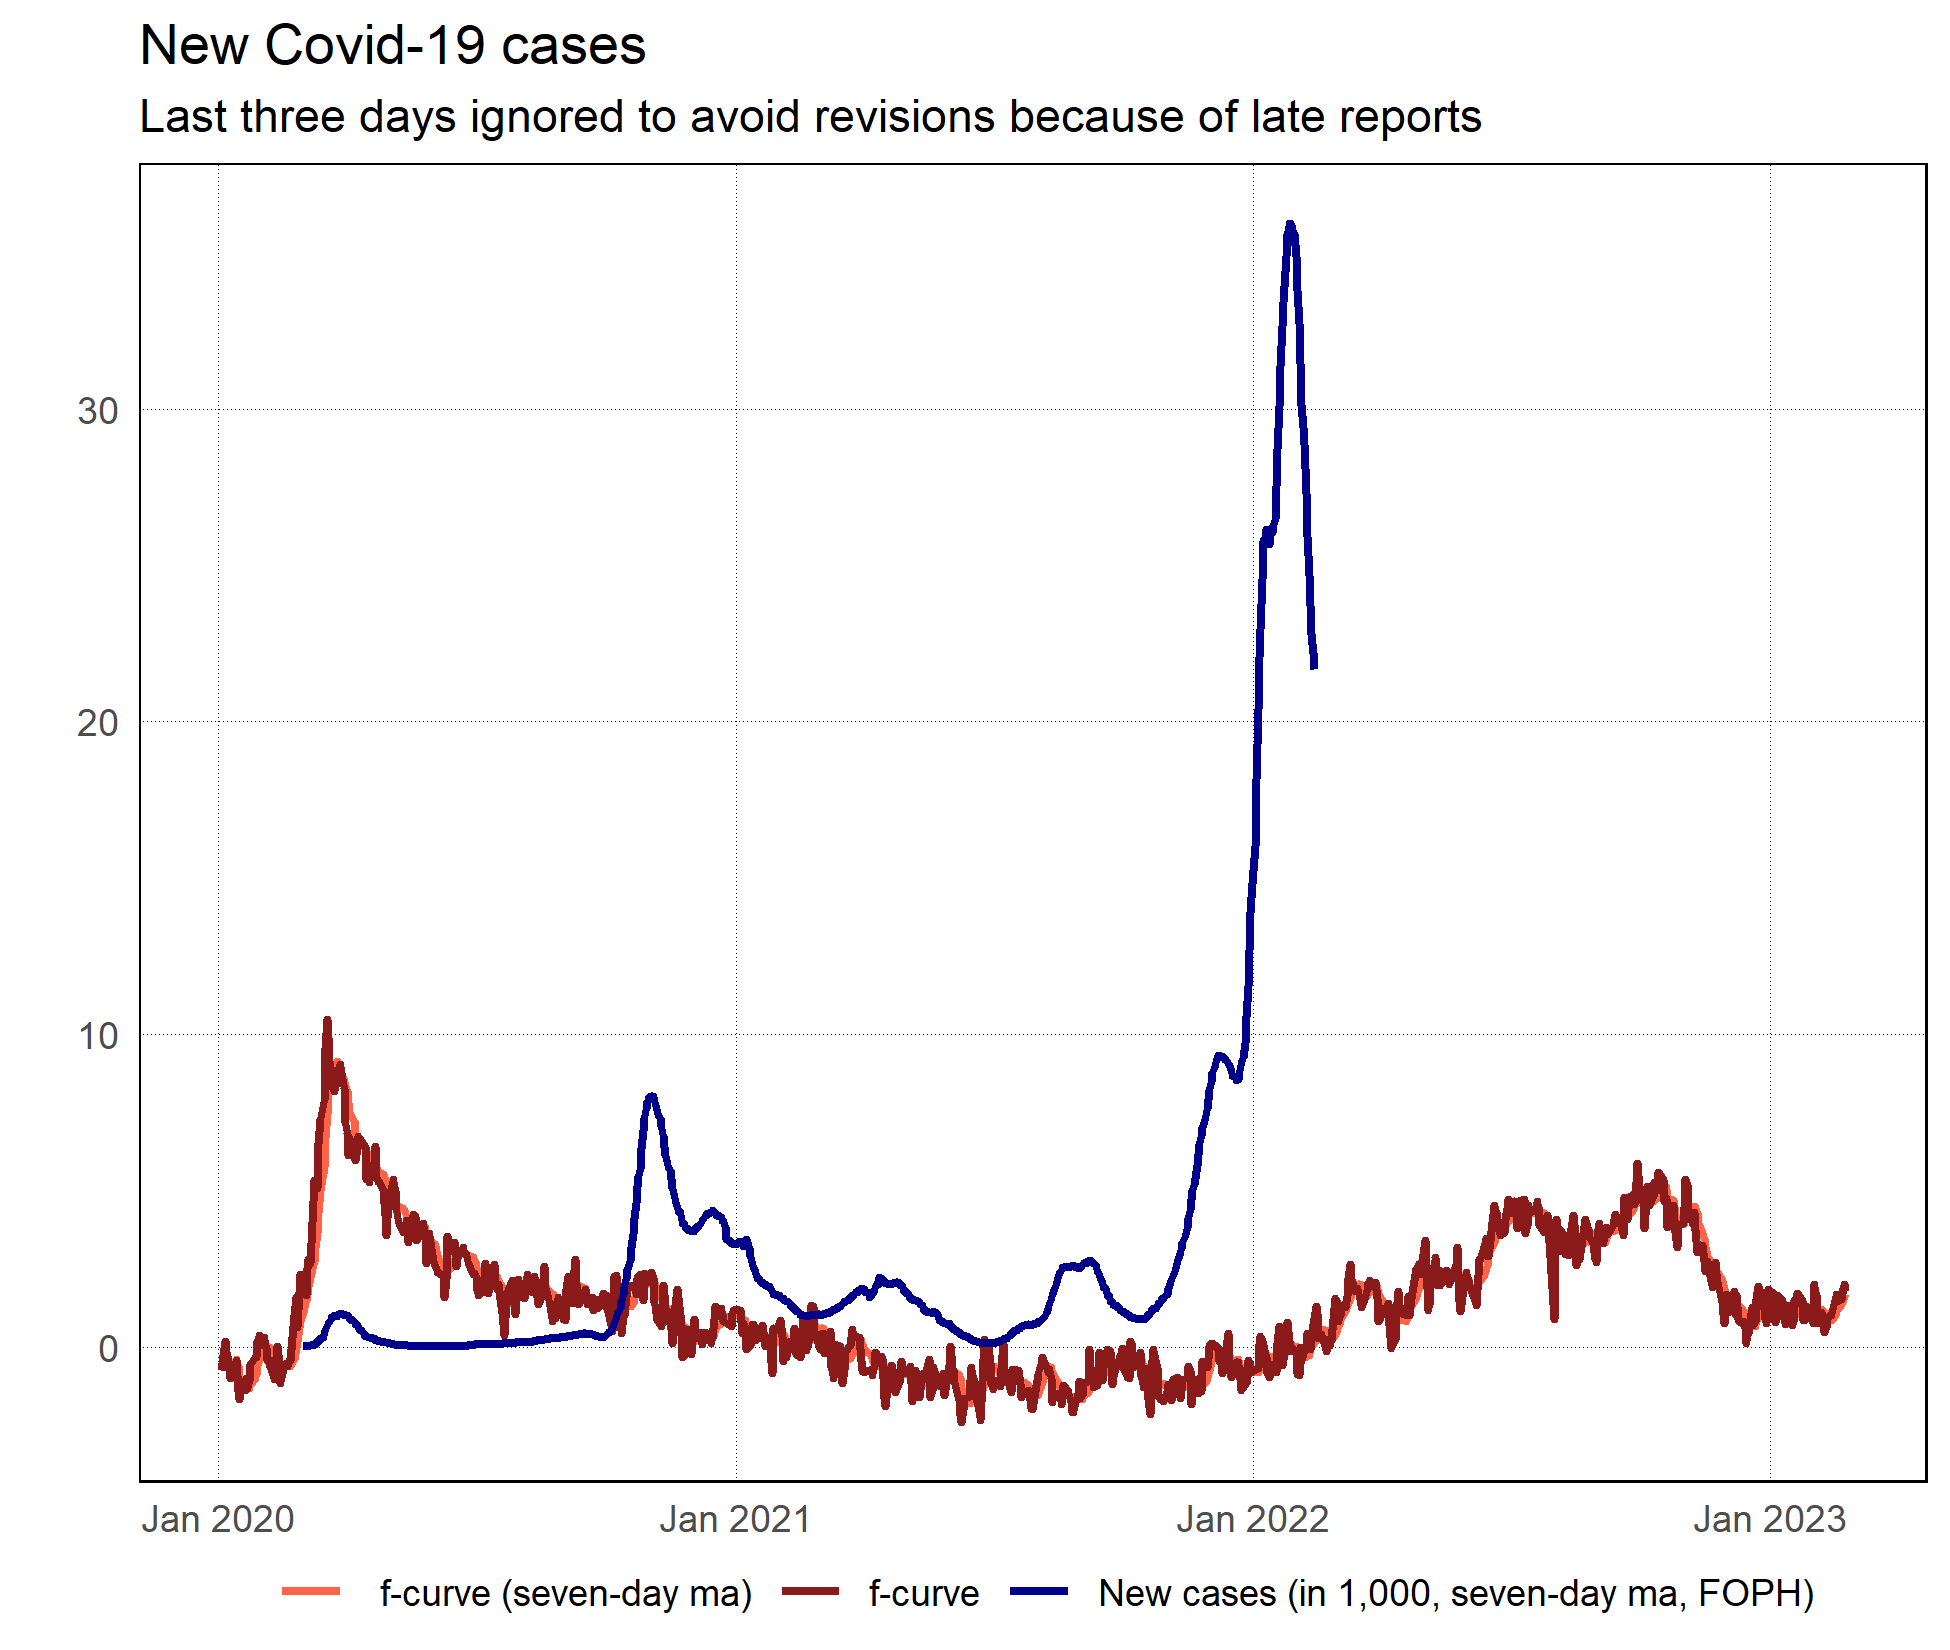 New Covid-19 cases
Last three days ignored to avoid revisions because of late reports
30
20
10
0
Jan 2020 Jan 2021 Jan 2022 Jan 2023
f-curve (seven-day ma) f-curve New cases (in 1,000, seven-day ma, FOPH)